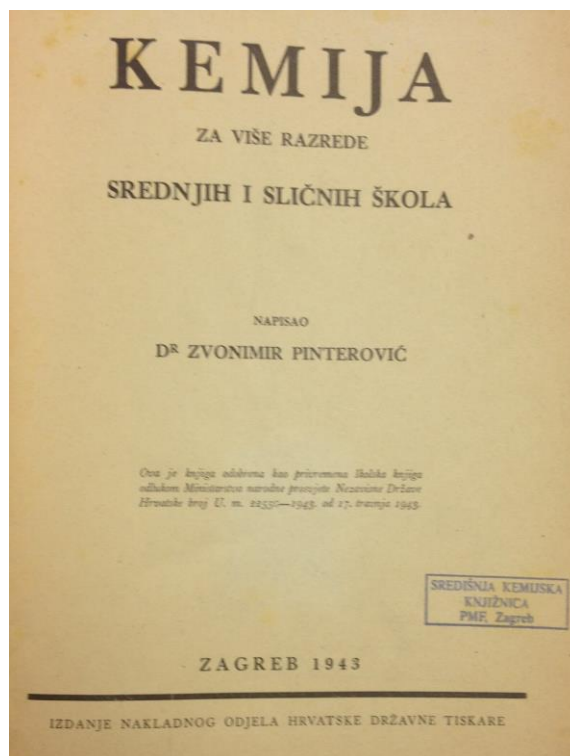 KEMIJA
ZA VIŠE RAZREDE
SREDNJIH I SLIČNIH ŠKOLA
NAPISAO
DR ZVONIMIR PINTEROVIĆ
Ova je knjiga odobrena kao privremena školska knjiga
odlukom Ministarstva narodne prosvjete Nezavisne Države
Hrvatske broj U. m. —1943. od 17. travnja 1943.
SREDIŠNJA KEMIJSKA
KNJIŽNICA
PMF, Zagreb
ZAGREB 1943
IZDANJE NAKLADNOG ODJELA HRVATSKE DRŽAVNE TISKARE